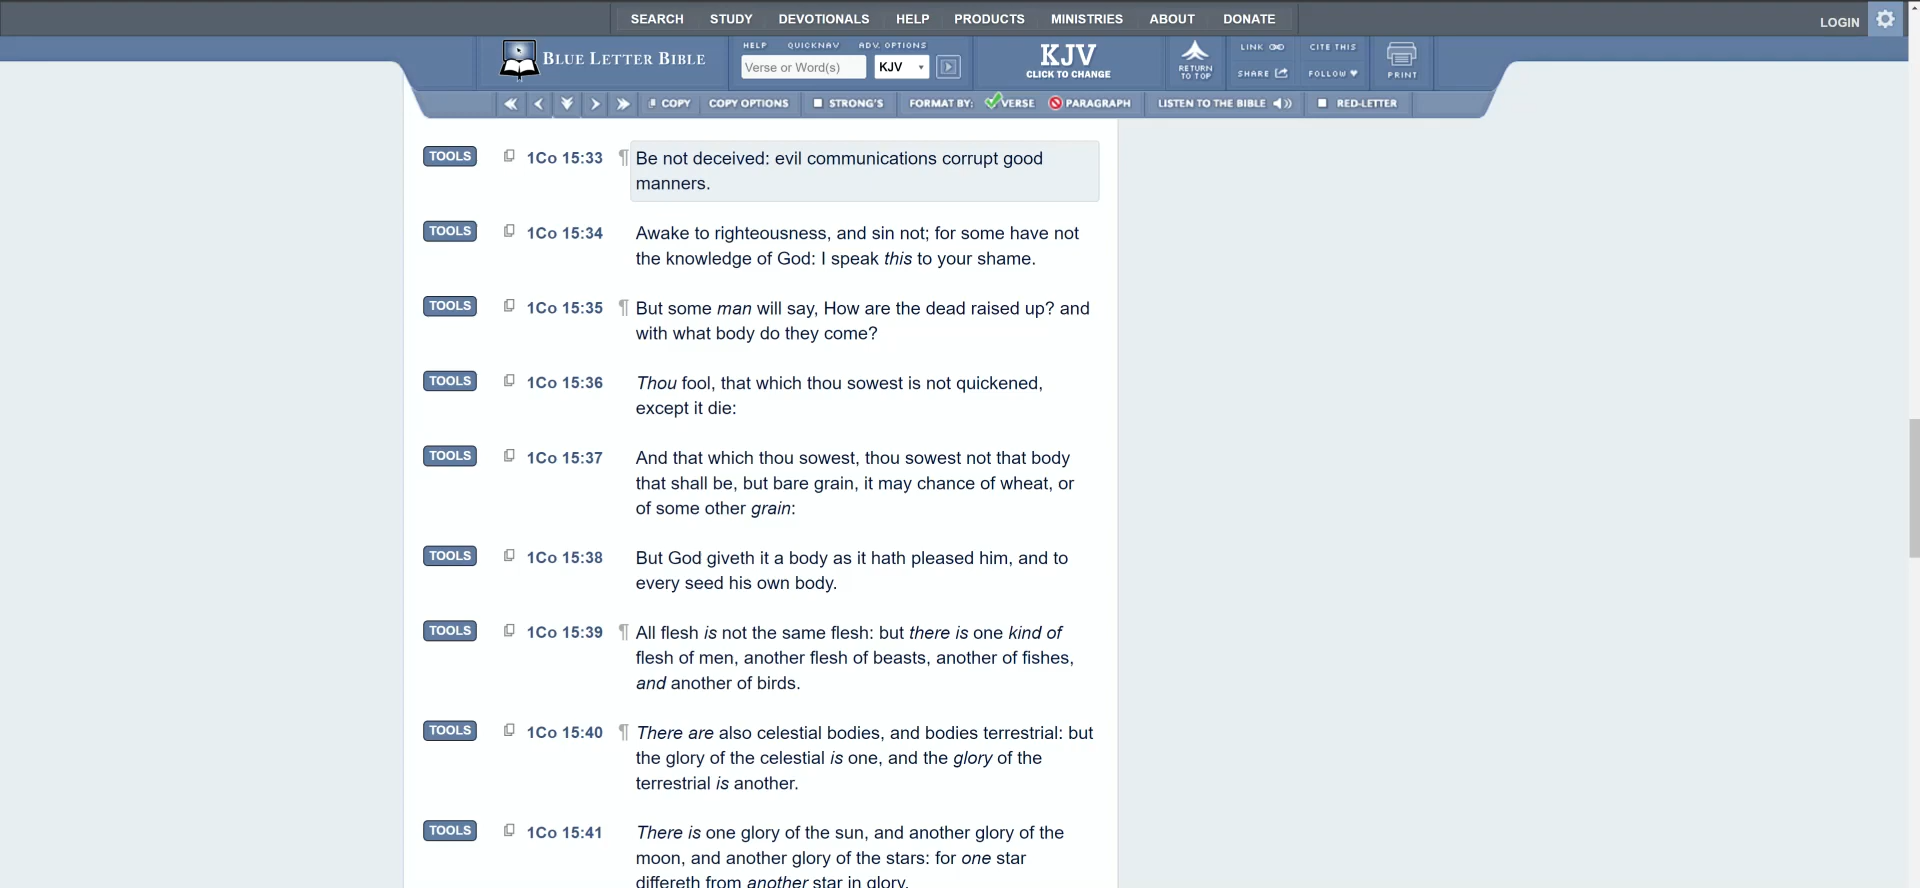 SEARCH STUDY DEVOTIONALS HELP PRODUCTS MINISTRIES ABOUT DONATE
LOGIN
BLUE LETTER BIBLE
HELP QUICKNAV ADV. OPTIONS
Verse or Word(s) KJV
KJV
CLICK TO CHANGE
RETURN
TO TOP
LINK CITE THIS
SHARE FOLLOW
PRINT
COPY COPY OPTIONS STRONG'S FORMAT BY: VERSE PARAGRAPH LISTEN TO THE BIBLE RED-LETTER
TOOLS 1Co 15:33 ¶ Be not deceived: evil communications corrupt good
manners.
TOOLS 1Co 15:34 Awake to righteousness, and sin not; for some have not
the knowledge of God: I speak this to your shame.
TOOLS 1Co 15:35 ¶ But some man will say, How are the dead raised up? and
with what body do they come?
TOOLS 1Co 15:36 Thou fool, that which thou sowest is not quickened,
except it die:
TOOLS 1Co 15:37 And that which thou sowest, thou sowest not that body
that shall be, but bare grain, it may chance of wheat, or
of some other grain:
TOOLS 1Co 15:38 But God giveth it a body as it hath pleased him, and to
every seed his own body.
TOOLS 1Co 15:39 ¶ All flesh is not the same flesh: but there is one kind of
flesh of men, another flesh of beasts, another of fishes,
and another of birds.
TOOLS 1Co 15:40 ¶ There are also celestial bodies, and bodies terrestrial: but
the glory of the celestial is one, and the glory of the
terrestrial is another.
TOOLS 1Co 15:41 There is one glory of the sun, and another glory of the
moon, and another glory of the stars: for one star
differeth from another star in glory.